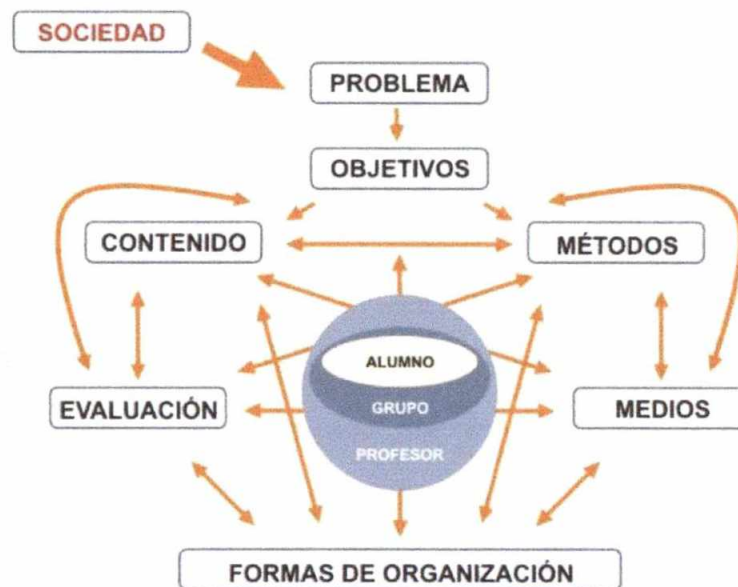 SOCIEDAD
PROBLEMA
OBJETIVOS
CONTENIDO
MÉTODOS
ALUMNO
EVALUACIÓN
GRUPO
MEDIOS
PROFESOR
FORMAS DE ORGANIZACIÓN